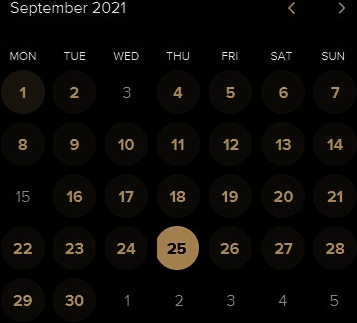 September 2021
MON TUE WED THU FRI SAT SUN
1 2 3 4 5 6 7
8 9 10 11 12 13 14
15 16 17 18 19 20 21
22 23 24 25 26 27 28
29 30 1 2 3 4 5